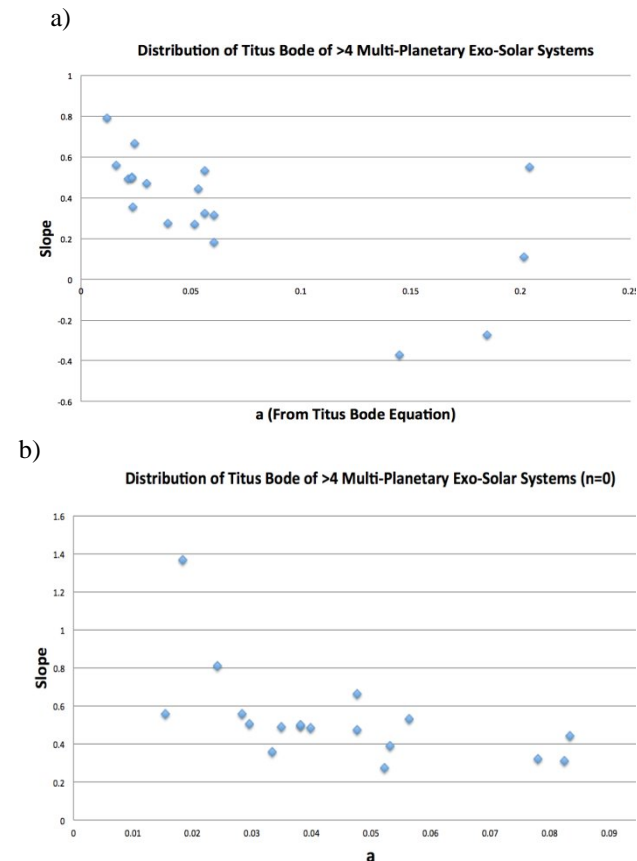 a)
Distribution of Titus Bode of >4 Multi-Planetary Exo-Solar Systems
1
0.8
0.6
0.4
0.2
0
-0.2
-0.4
-0.6
Slope
0 0.05 0.1 0.15 0.2 0.25
a (From Titus Bode Equation)
b)
Distribution of Titus Bode of >4 Multi-Planetary Exo-Solar Systems (n=0)
1.6
1.4
1.2
1
0.8
0.6
0.4
0.2
0
Slope
0 0.01 0.02 0.03 0.04 0.05 0.06 0.07 0.08 0.09
a